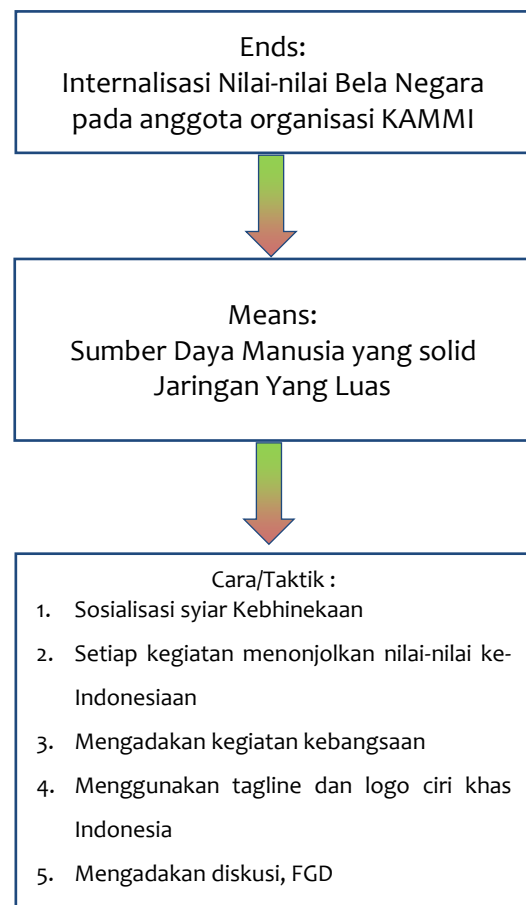 Ends:
Internalisasi Nilai-nilai Bela Negara
pada anggota organisasi KAMMI
Means:
Sumber Daya Manusia yang solid
Jaringan Yang Luas
Cara/Taktik :
1. Sosialisasi syiar Kebhinekaan
2. Setiap kegiatan menonjolkan nilai-nilai ke-
Indonesiaan
3. Mengadakan kegiatan kebangsaan
4. Menggunakan tagline dan logo ciri khas
Indonesia
5. Mengadakan diskusi, FGD